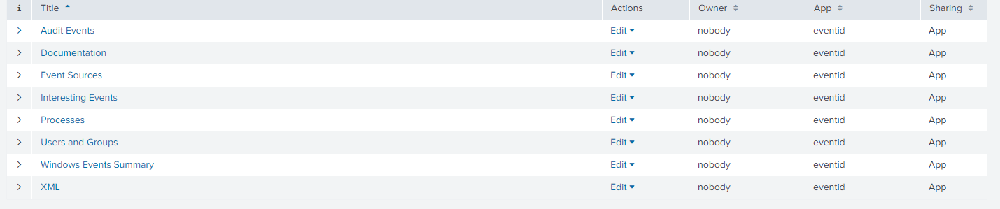 i Title Actions Owner App Sharing
Audit Events Edit nobody eventid App
Documentation Edit nobody eventid App
Event Sources Edit nobody eventid App
Interesting Events Edit nobody eventid App
Processes Edit nobody eventid App
Users and Groups Edit nobody eventid App
Windows Events Summary Edit nobody eventid App
XML Edit nobody eventid App